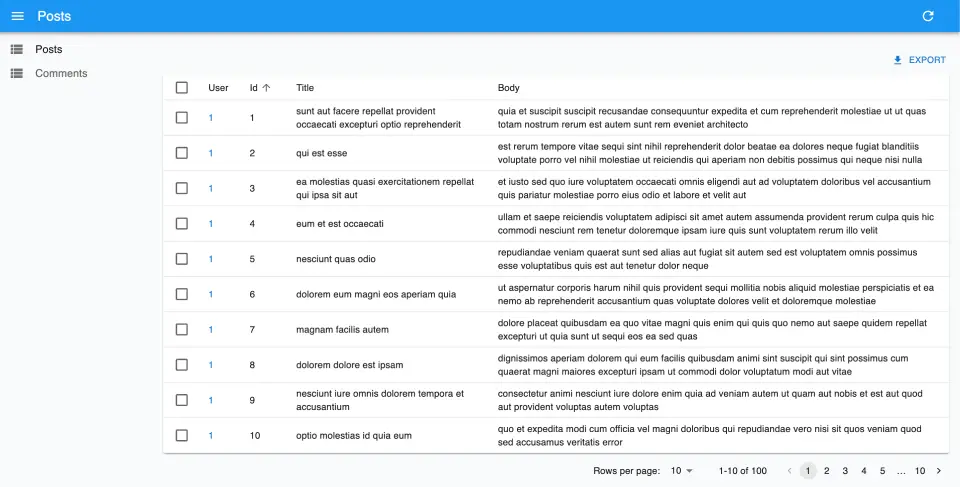 Posts
Posts
Comments
EXPORT
User Id Title Body
1 1 sunt aut facere repellat provident
occaecati excepturi optio reprehenderit
quia et suscipit suscipit recusandae consequuntur expedita et cum reprehenderit molestiae ut ut quas
totam nostrum rerum est autem sunt rem eveniet architecto
1 2 qui est esse
est rerum tempore vitae sequi sint nihil reprehenderit dolor beatae ea dolores neque fugiat blanditiis
voluptate porro vel nihil molestiae ut reiciendis qui aperiam non debitis possimus qui neque nisi nulla
1 3 ea molestias quasi exercitationem repellat
qui ipsa sit aut
et iusto sed quo iure voluptatem occaecati omnis eligendi aut ad voluptatem doloribus vel accusantium
quis pariatur molestiae porro eius odio et labore et velit aut
1 4 eum et est occaecati
ullam et saepe reiciendis voluptatem adipisci sit amet autem assumenda provident rerum culpa quis hic
commodi nesciunt rem tenetur doloremque ipsam iure quis sunt voluptatem rerum illo velit
1 5 nesciunt quas odio
repudiandae veniam quaerat sunt sed alias aut fugiat sit autem sed est voluptatem omnis possimus
esse voluptatibus quis est aut tenetur dolor neque
1 6 dolorem eum magni eos aperiam quia
ut aspernatur corporis harum nihil quis provident sequi mollitia nobis aliquid molestiae perspiciatis et ea
nemo ab reprehenderit accusantium quas voluptate dolores velit et doloremque molestiae
1 7 magnam facilis autem
dolore placeat quibusdam ea quo vitae magni quis enim qui quis quo nemo aut saepe quidem repellat
excepturi ut quia sunt ut sequi eos ea sed quas
1 8 dolorem dolore est ipsam
dignissimos aperiam dolorem qui eum facilis quibusdam animi sint suscipit qui sint possimus cum
quaerat magni maiores excepturi ipsam ut commodi dolor voluptatum modi aut vitae
1 9 nesciunt iure omnis dolorem tempora et
accusantium
consectetur animi nesciunt iure dolore enim quia ad veniam autem ut quam aut nobis et est aut quod
aut provident voluptas autem voluptas
1 10 optio molestias id quia eum
quo et expedita modi cum officia vel magni doloribus qui repudiandae vero nisi sit quos veniam quod
sed accusamus veritatis error
Rows per page: 10 1-10 of 100 1 2 3 4 5 … 10